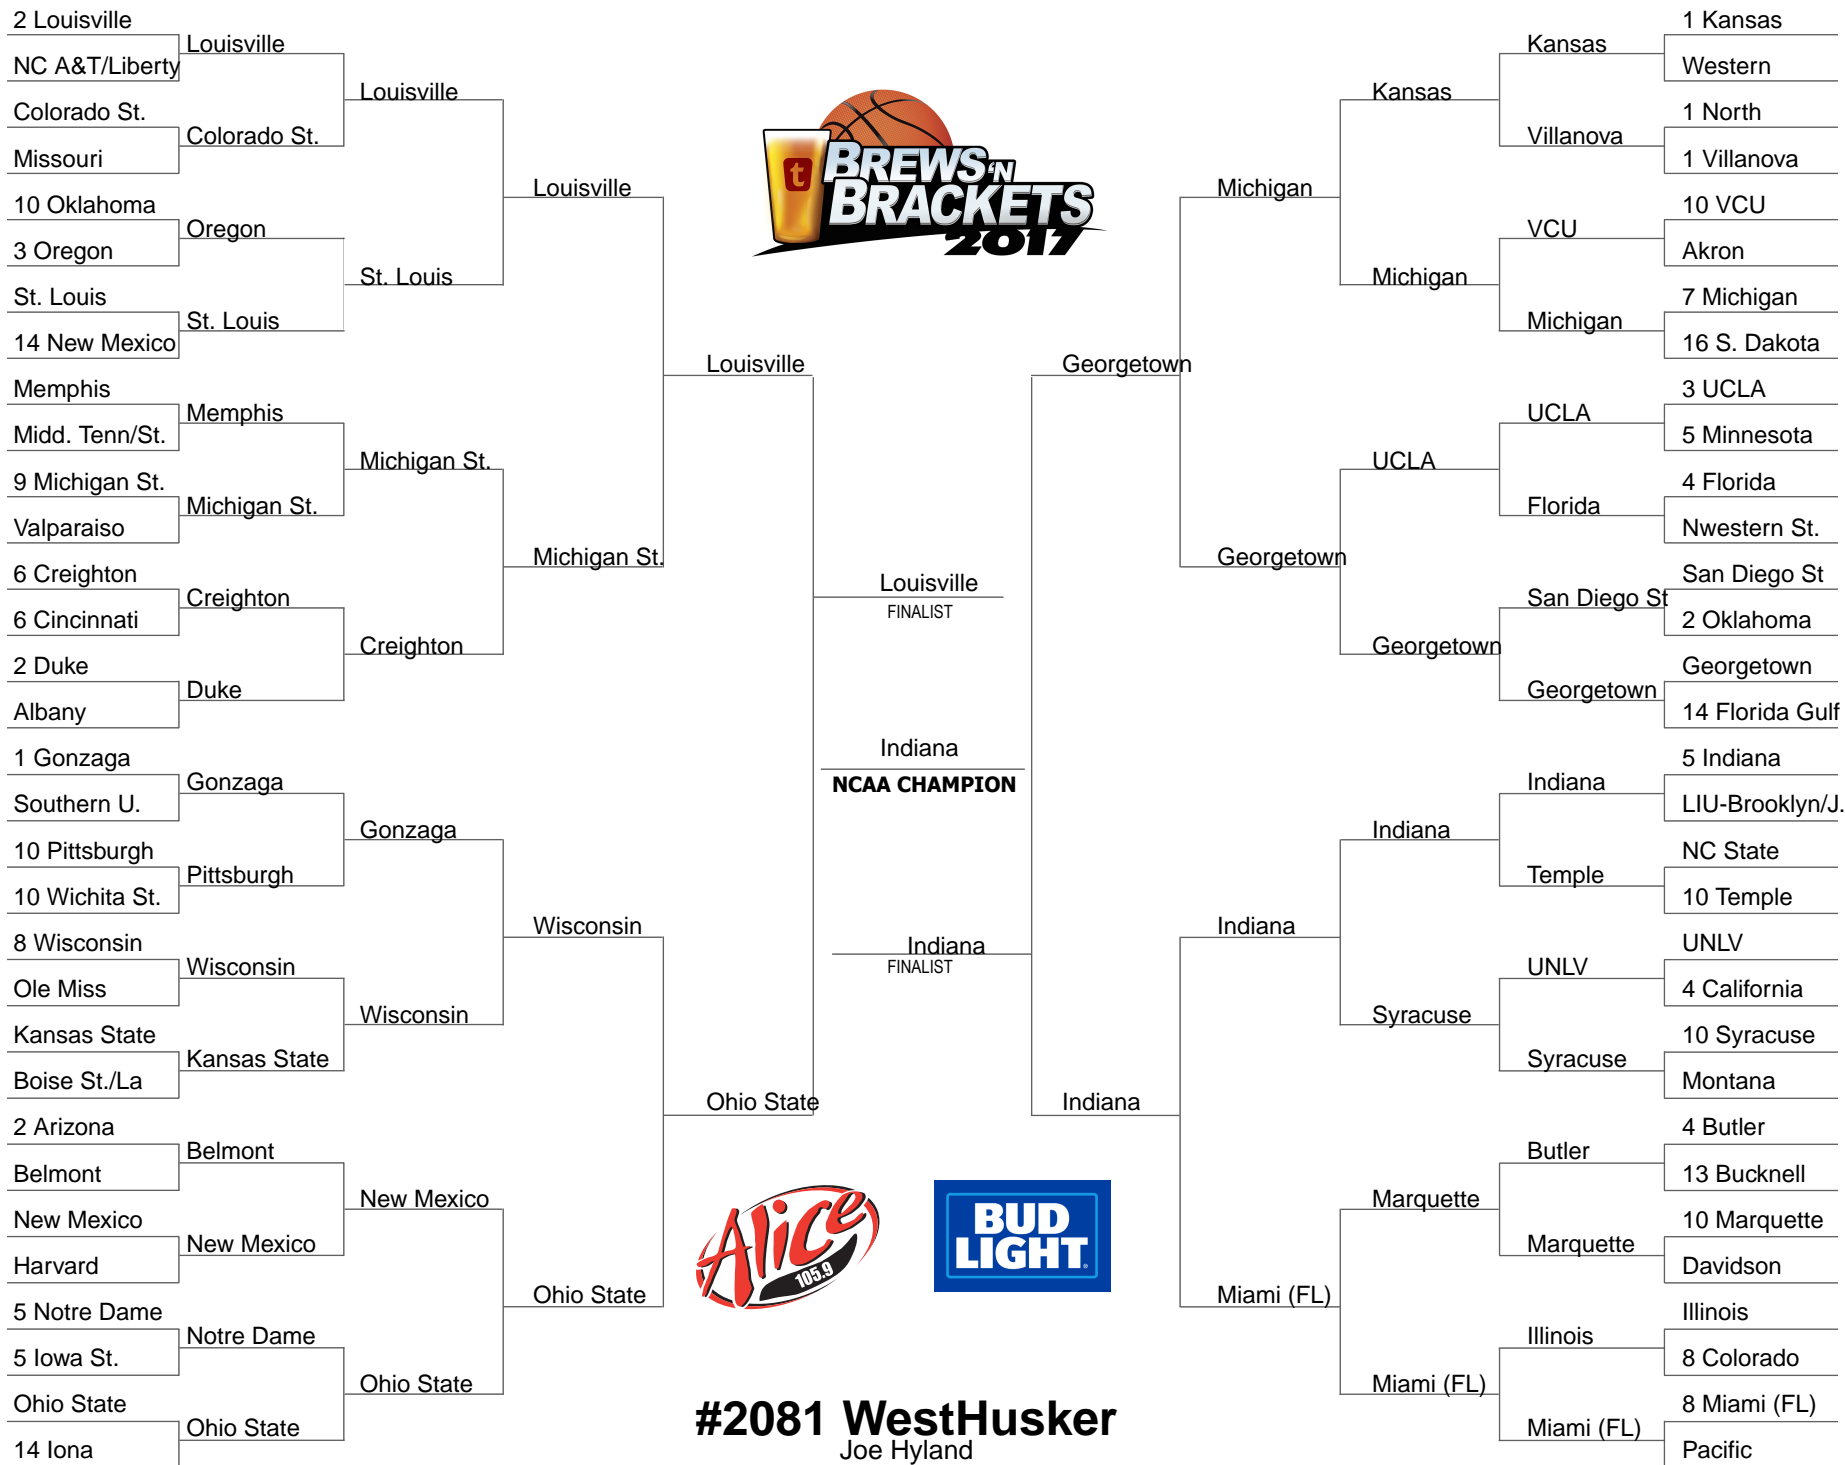 2 Louisville
NC A&T/Liberty
Colorado St.
Missouri
10 Oklahoma
3 Oregon
St. Louis
14 New Mexico
Memphis
Midd. Tenn/St.
9 Michigan St.
Valparaiso
6 Creighton
6 Cincinnati
2 Duke
Albany
1 Gonzaga
Southern U.
10 Pittsburgh
10 Wichita St.
8 Wisconsin
Ole Miss
Kansas State
Boise St./La
2 Arizona
Belmont
New Mexico
Harvard
5 Notre Dame
5 Iowa St.
Ohio State
14 Iona
Louisville
Colorado St.
Oregon
St. Louis
Memphis
Michigan St.
Creighton
Duke
Gonzaga
Pittsburgh
Wisconsin
Kansas State
Belmont
New Mexico
Notre Dame
Ohio State
Louisville
St. Louis
Michigan St.
Creighton
Gonzaga
Wisconsin
New Mexico
Ohio State
Louisville
Michigan St.
Wisconsin
Ohio State
Louisville
Ohio State
t
BREWS 'N
BRACKETS
2017
Louisville
FINALIST
Indiana
NCAA CHAMPION
Indiana
FINALIST
Alice
105.9
BUD
LIGHT
#2081 WestHusker
Joe Hyland
Georgetown
Indiana
Michigan
Georgetown
Indiana
Miami (FL)
Kansas
Michigan
UCLA
Georgetown
Indiana
Syracuse
Marquette
Miami (FL)
Kansas
Villanova
VCU
Michigan
UCLA
Florida
San Diego St
Georgetown
Indiana
Temple
UNLV
Syracuse
Butler
Marquette
Illinois
Miami (FL)
1 Kansas
Western
1 North
1 Villanova
10 VCU
Akron
7 Michigan
16 S. Dakota
3 UCLA
5 Minnesota
4 Florida
Nwestern St.
San Diego St
2 Oklahoma
Georgetown
14 Florida Gulf
5 Indiana
LIU-Brooklyn/J.
NC State
10 Temple
UNLV
4 California
10 Syracuse
Montana
4 Butler
13 Bucknell
10 Marquette
Davidson
Illinois
8 Colorado
8 Miami (FL)
Pacific